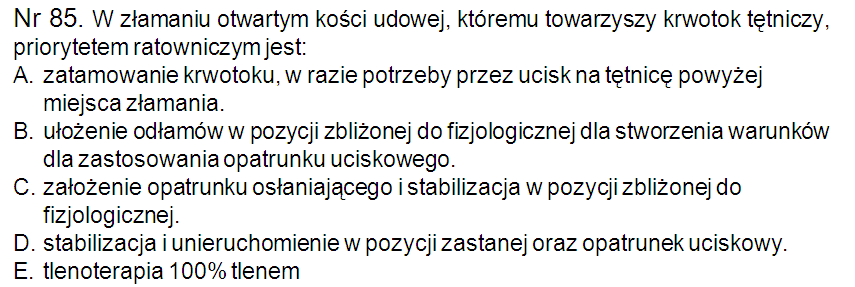 Nr 85. W złamaniu otwartym kości udowej, któremu towarzyszy krwotok tętniczy,
priorytetem ratowniczym jest:
A. zatamowanie krwotoku, w razie potrzeby przez ucisk na tętnicę powyżej
miejsca złamania.
B. ułożenie odłamów w pozycji zbliżonej do fizjologicznej dla stworzenia warunków
dla zastosowania opatrunku uciskowego.
C. założenie opatrunku osłaniającego i stabilizacja w pozycji zbliżonej do
fizjologicznej.
D. stabilizacja i unieruchomienie w pozycji zastanej oraz opatrunek uciskowy.
E. tlenoterapia 100% tlenem